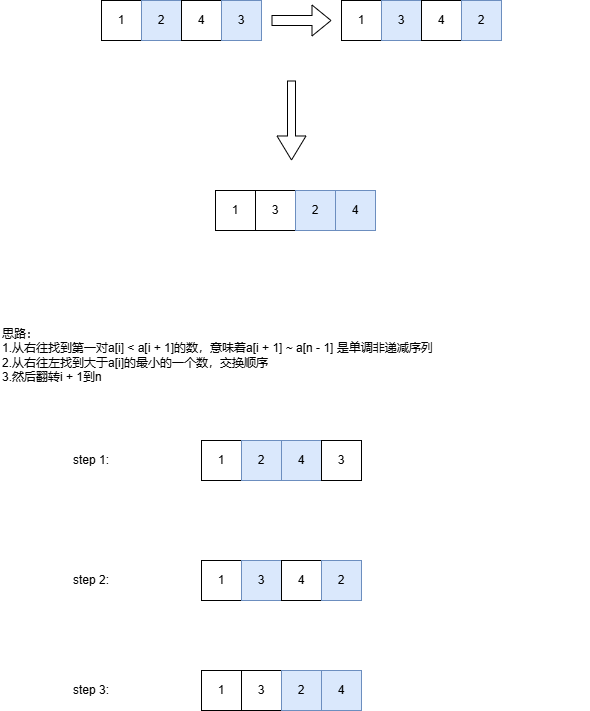 1 2 4 3 1 3 4 2
1 3 2 4
思路：
1.从右往找到第一对a[i] < a[i + 1]的数，意味着a[i + 1] ~ a[n - 1] 是单调非递减序列
2.从右往左找到大于a[i]的最小的一个数，交换顺序
3.然后翻转i + 1到n
step 1: 1 2 4 3
step 2: 1 3 4 2
step 3: 1 3 2 4